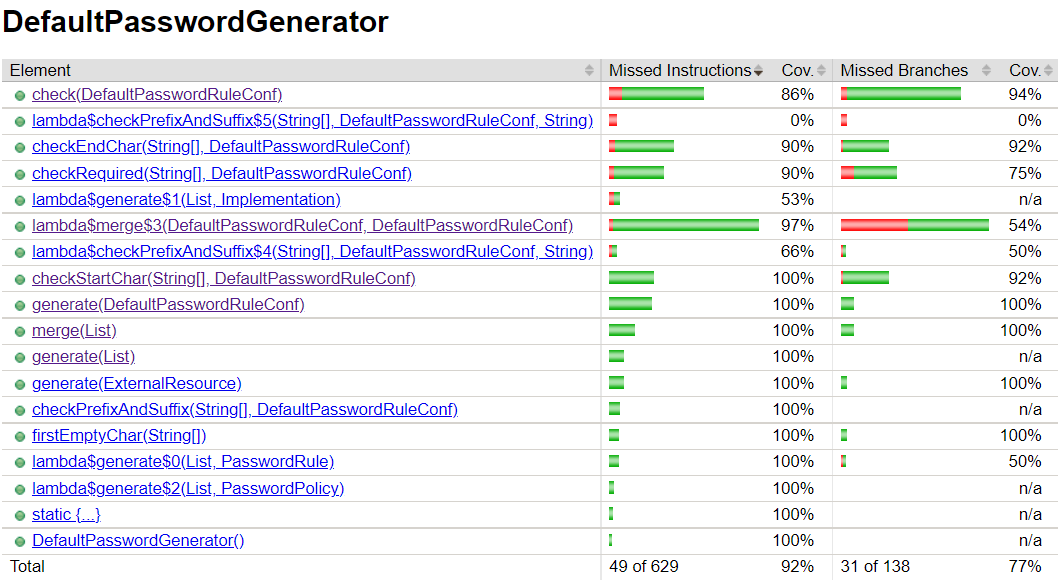 DefaultPasswordGenerator
Element Missed Instructions Cov. Missed Branches Cov.
check(DefaultPasswordRuleConf) 86% 94%
lambda$checkPrefixAndSuffix$5(String[], DefaultPasswordRuleConf, String) 0% 0%
checkEndChar(String[], DefaultPasswordRuleConf) 90% 92%
checkRequired(String[], DefaultPasswordRuleConf) 90% 75%
lambda$generate$1(List, Implementation) 53% n/a
lambda$merge$3(DefaultPasswordRuleConf, DefaultPasswordRuleConf) 97% 54%
lambda$checkPrefixAndSuffix$4(String[], DefaultPasswordRuleConf, String) 66% 50%
checkStartChar(String[], DefaultPasswordRuleConf) 100% 92%
generate(DefaultPasswordRuleConf) 100% 100%
merge(List) 100% 100%
generate(List) 100% n/a
generate(ExternalResource) 100% 100%
checkPrefixAndSuffix(String[], DefaultPasswordRuleConf) 100% n/a
firstEmptyChar(String[]) 100% 100%
lambda$generate$0(List, PasswordRule) 100% 50%
lambda$generate$2(List, PasswordPolicy) 100% n/a
static {...} 100% n/a
DefaultPasswordGenerator() 100% n/a
Total 49 of 629 92% 31 of 138 77%